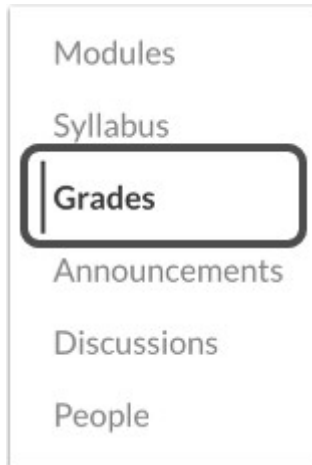 Modules
Syllabus
Grades
Announcements
Discussions
People